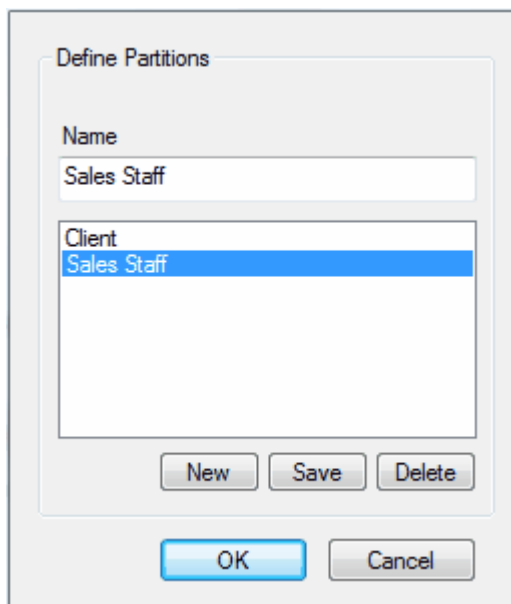 Define Partitions
Name
Sales Staff
Client
Sales Staff
New Save Delete
OK Cancel